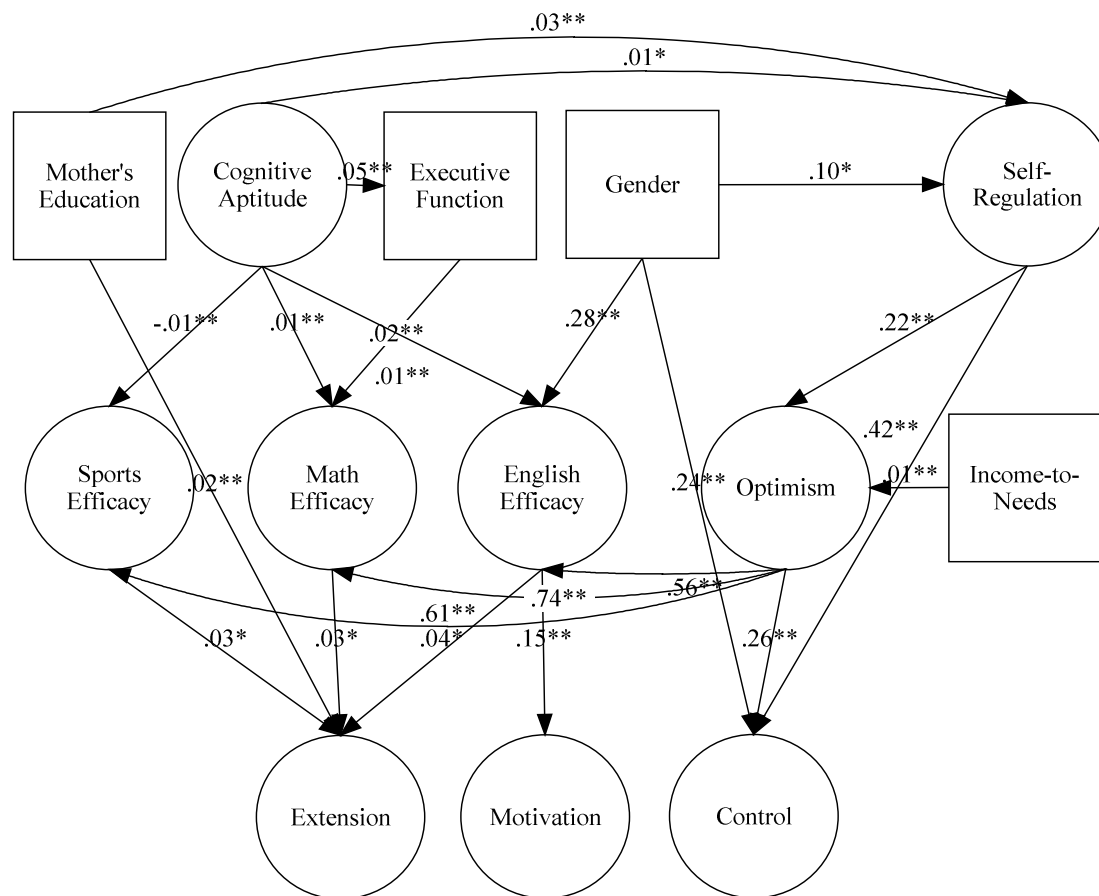 .03**
.01*
Mother's
Education
Cognitive
Aptitude
.05**
Executive
Function
Gender
.10*
Self-
Regulation
-.01**
.01**
.02**
.01**
.28**
.22**
.42**
Sports
Efficacy
.02**
Math
Efficacy
English
Efficacy
.24**
Optimism
.01**
Income-to-
Needs
.61**
.74**
.56**
.03*
.03*
.04*
.15**
.26**
Extension
Motivation
Control